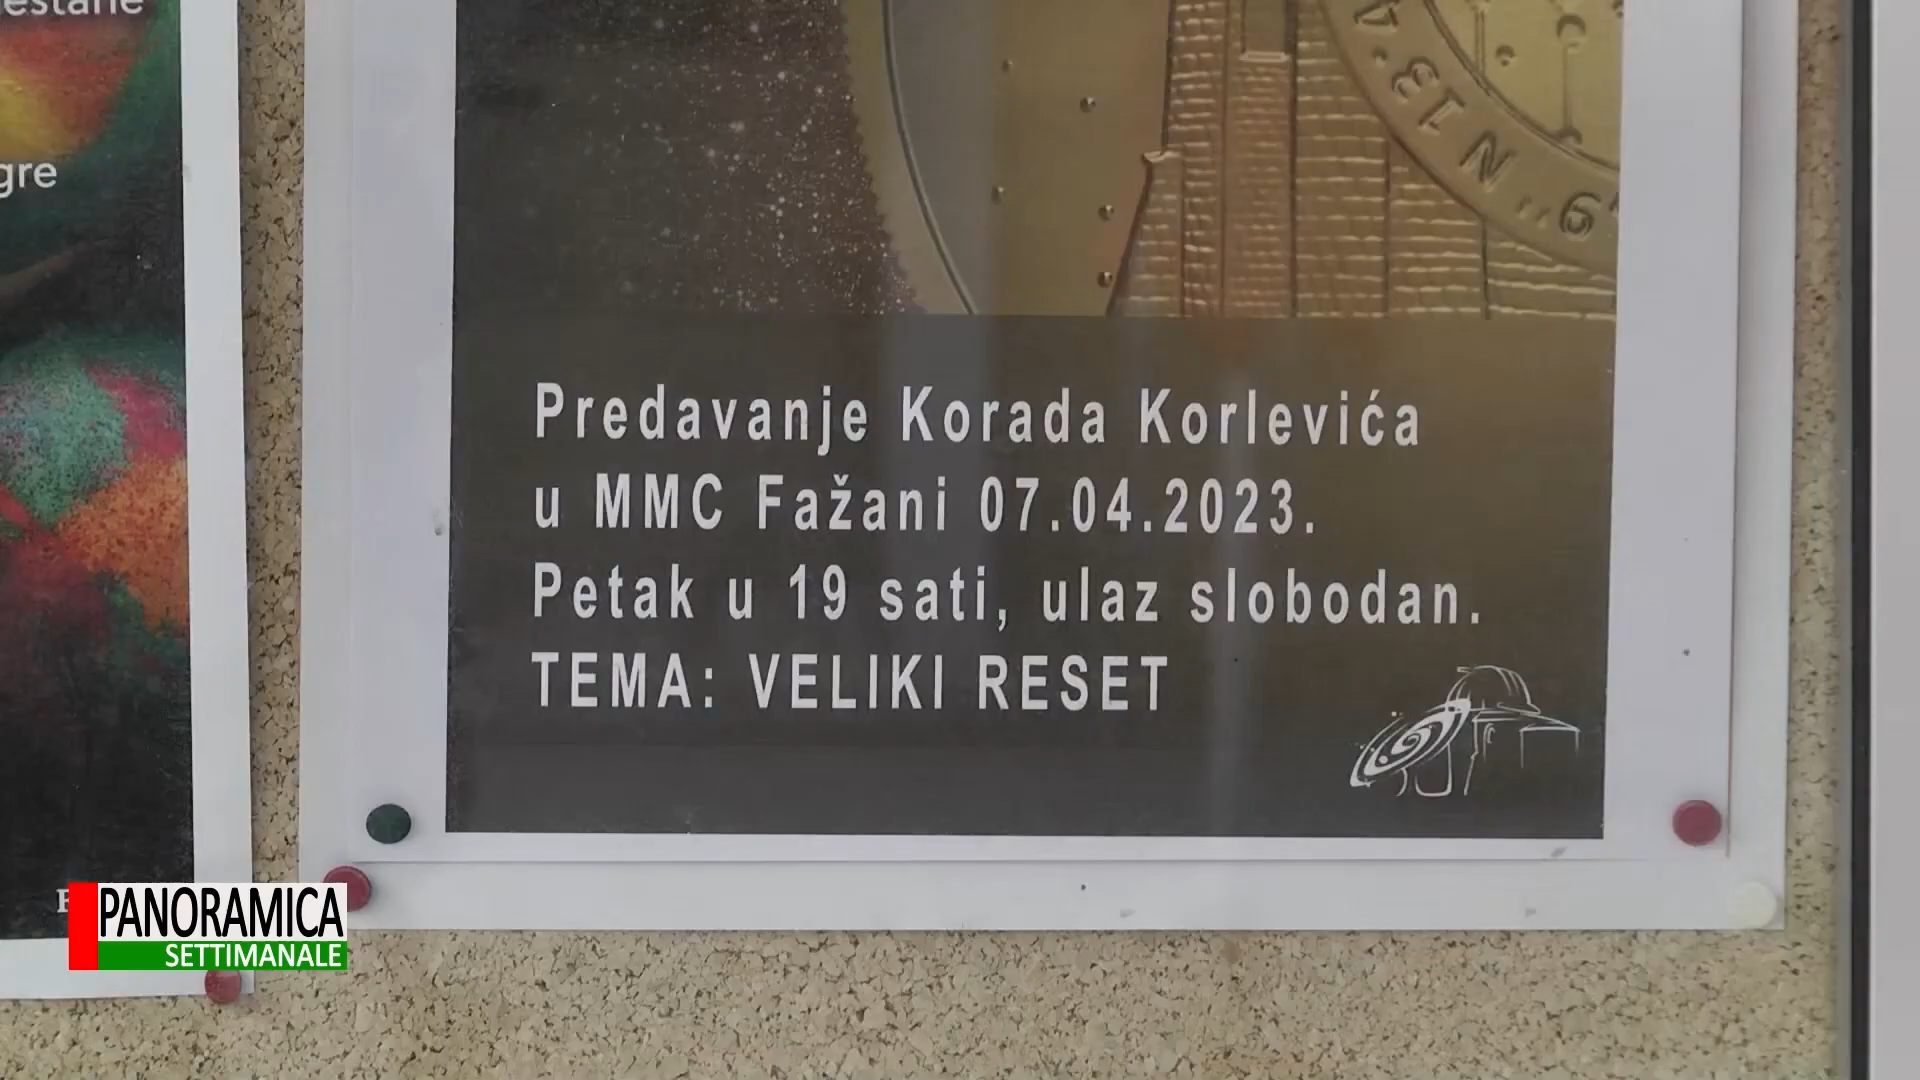 gre
Predavanje Korada Korlevića
u MMC Fažani 07.04.2023.
Petak u 19 sati, ulaz slobodan.
TEMA: VELIKI RESET
PANORAMICA
SETTIMANALE